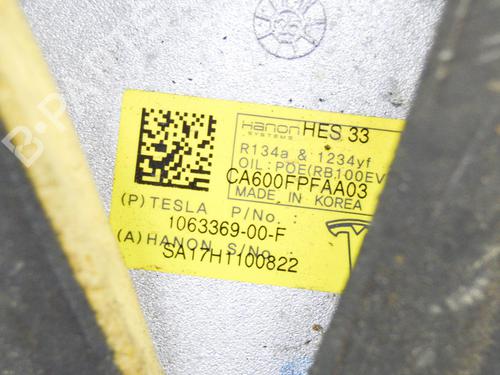 Hanon SYSTEMS HES 33
R134a & 1234yf
OIL: POE(RB100EV
CA600FPFAA03
MADE IN KOREA
(P) TESLA P/No.:
1063369-00-F
(A) HANON S/No.:
SA17H1100822
B-PARTS